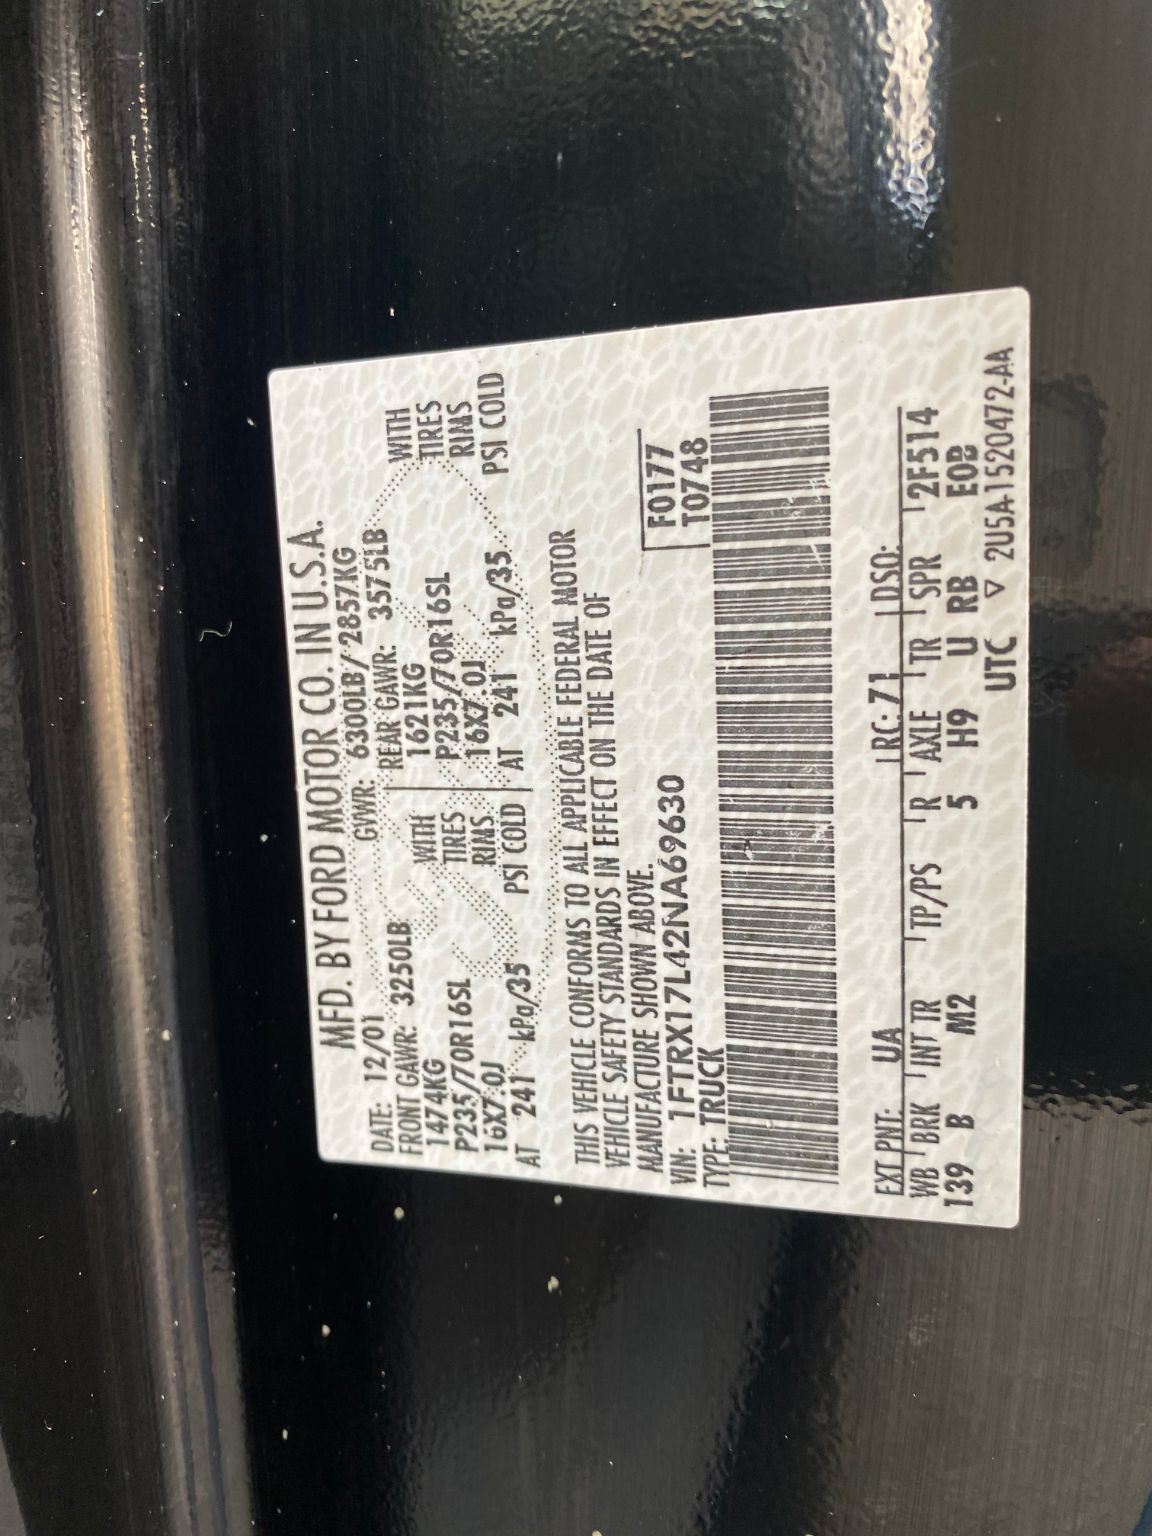 MFD. BY FORD MOTOR CO. IN U.S.A.
DATE: 12/01 GVWR: 6300LB/2857KG
FRONT GAWR: 3250LB REAR GAWR: 3575LB
1474KG WITH 1621KG WITH
P235/70R16SL TIRES P235/70R16SL TIRES
16X7.0J RIMS 16X7.0J RIMS
AT 241 kPa/35 PSI COLD AT 241 kPa/35 PSI COLD
THIS VEHICLE CONFORMS TO ALL APPLICABLE FEDERAL MOTOR
VEHICLE SAFETY STANDARDS IN EFFECT ON THE DATE OF
MANUFACTURE SHOWN ABOVE.
VIN: 1FTRX17L42NA69630 F0177
TYPE: TRUCK T0748
EXT PNT: UA RC: 71 DSO:
WB BRK INT TR TP/PS R AXLE TR SPR 2F514
139 B M2 5 H9 U RB EOB
UTC ▽ 2U5A1520472-AA